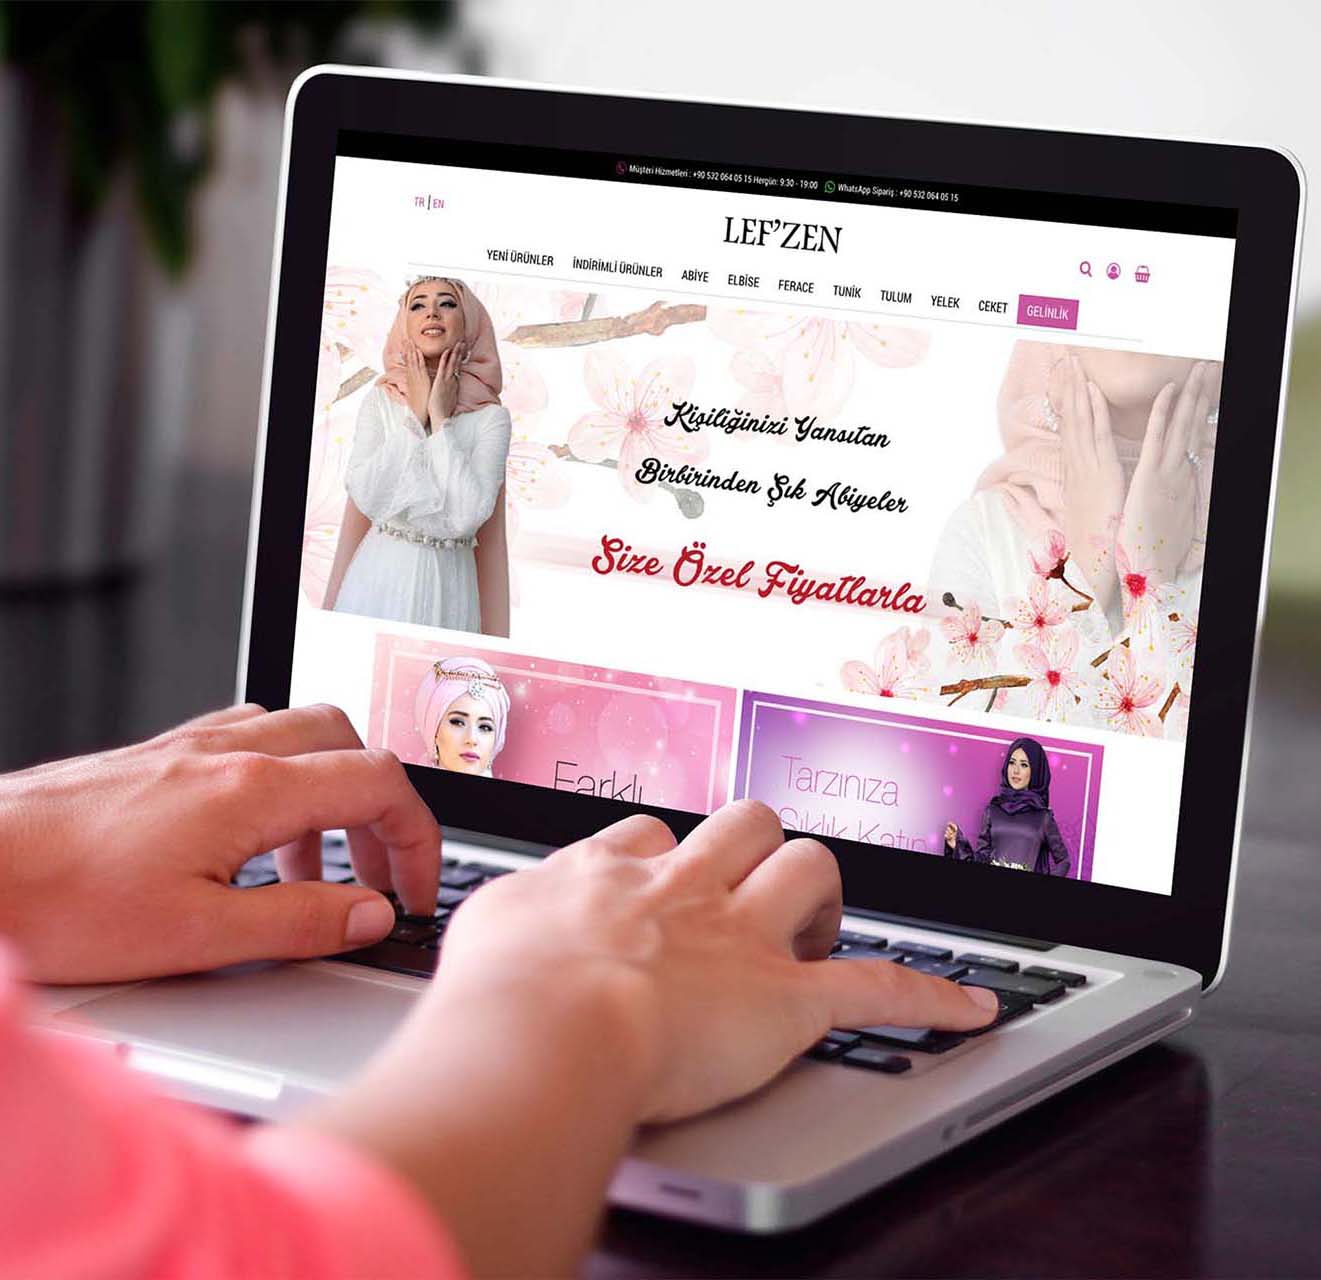 Müşteri Hizmetleri : +90 532 064 05 15 Hergün: 9:30 - 19:00 WhatsApp Sipariş : +90 532 064 05 15
TR | EN
LEF'ZEN
YENİ ÜRÜNLER İNDİRİMLİ ÜRÜNLER ABİYE ELBİSE FERACE TUNİK TULUM YELEK CEKET GELİNLİK
Kişiliğinizi Yansıtan
Birbirinden Şık Abiyeler
Size Özel Fiyatlarla
Farklı
Tarzınıza
Şıklık Katın